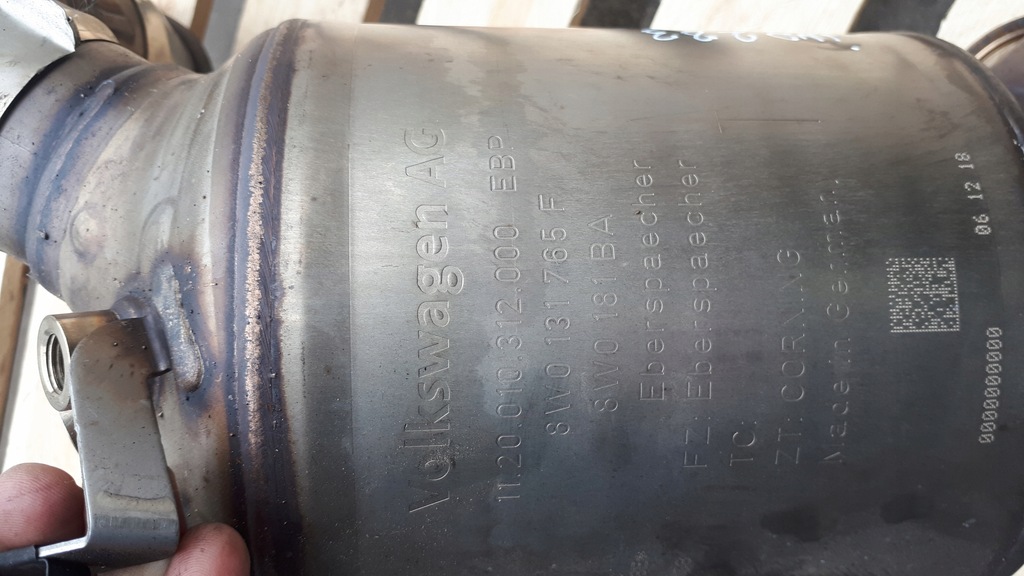 Volkswagen AG
11.20.010.312.000 EBP
8W0 131 765 F
8W0 181 BA
Eberspaecher
FZ: Eberspaecher
TC:
ZT: CORNING
Made in Germany
06 12 18
0000000000